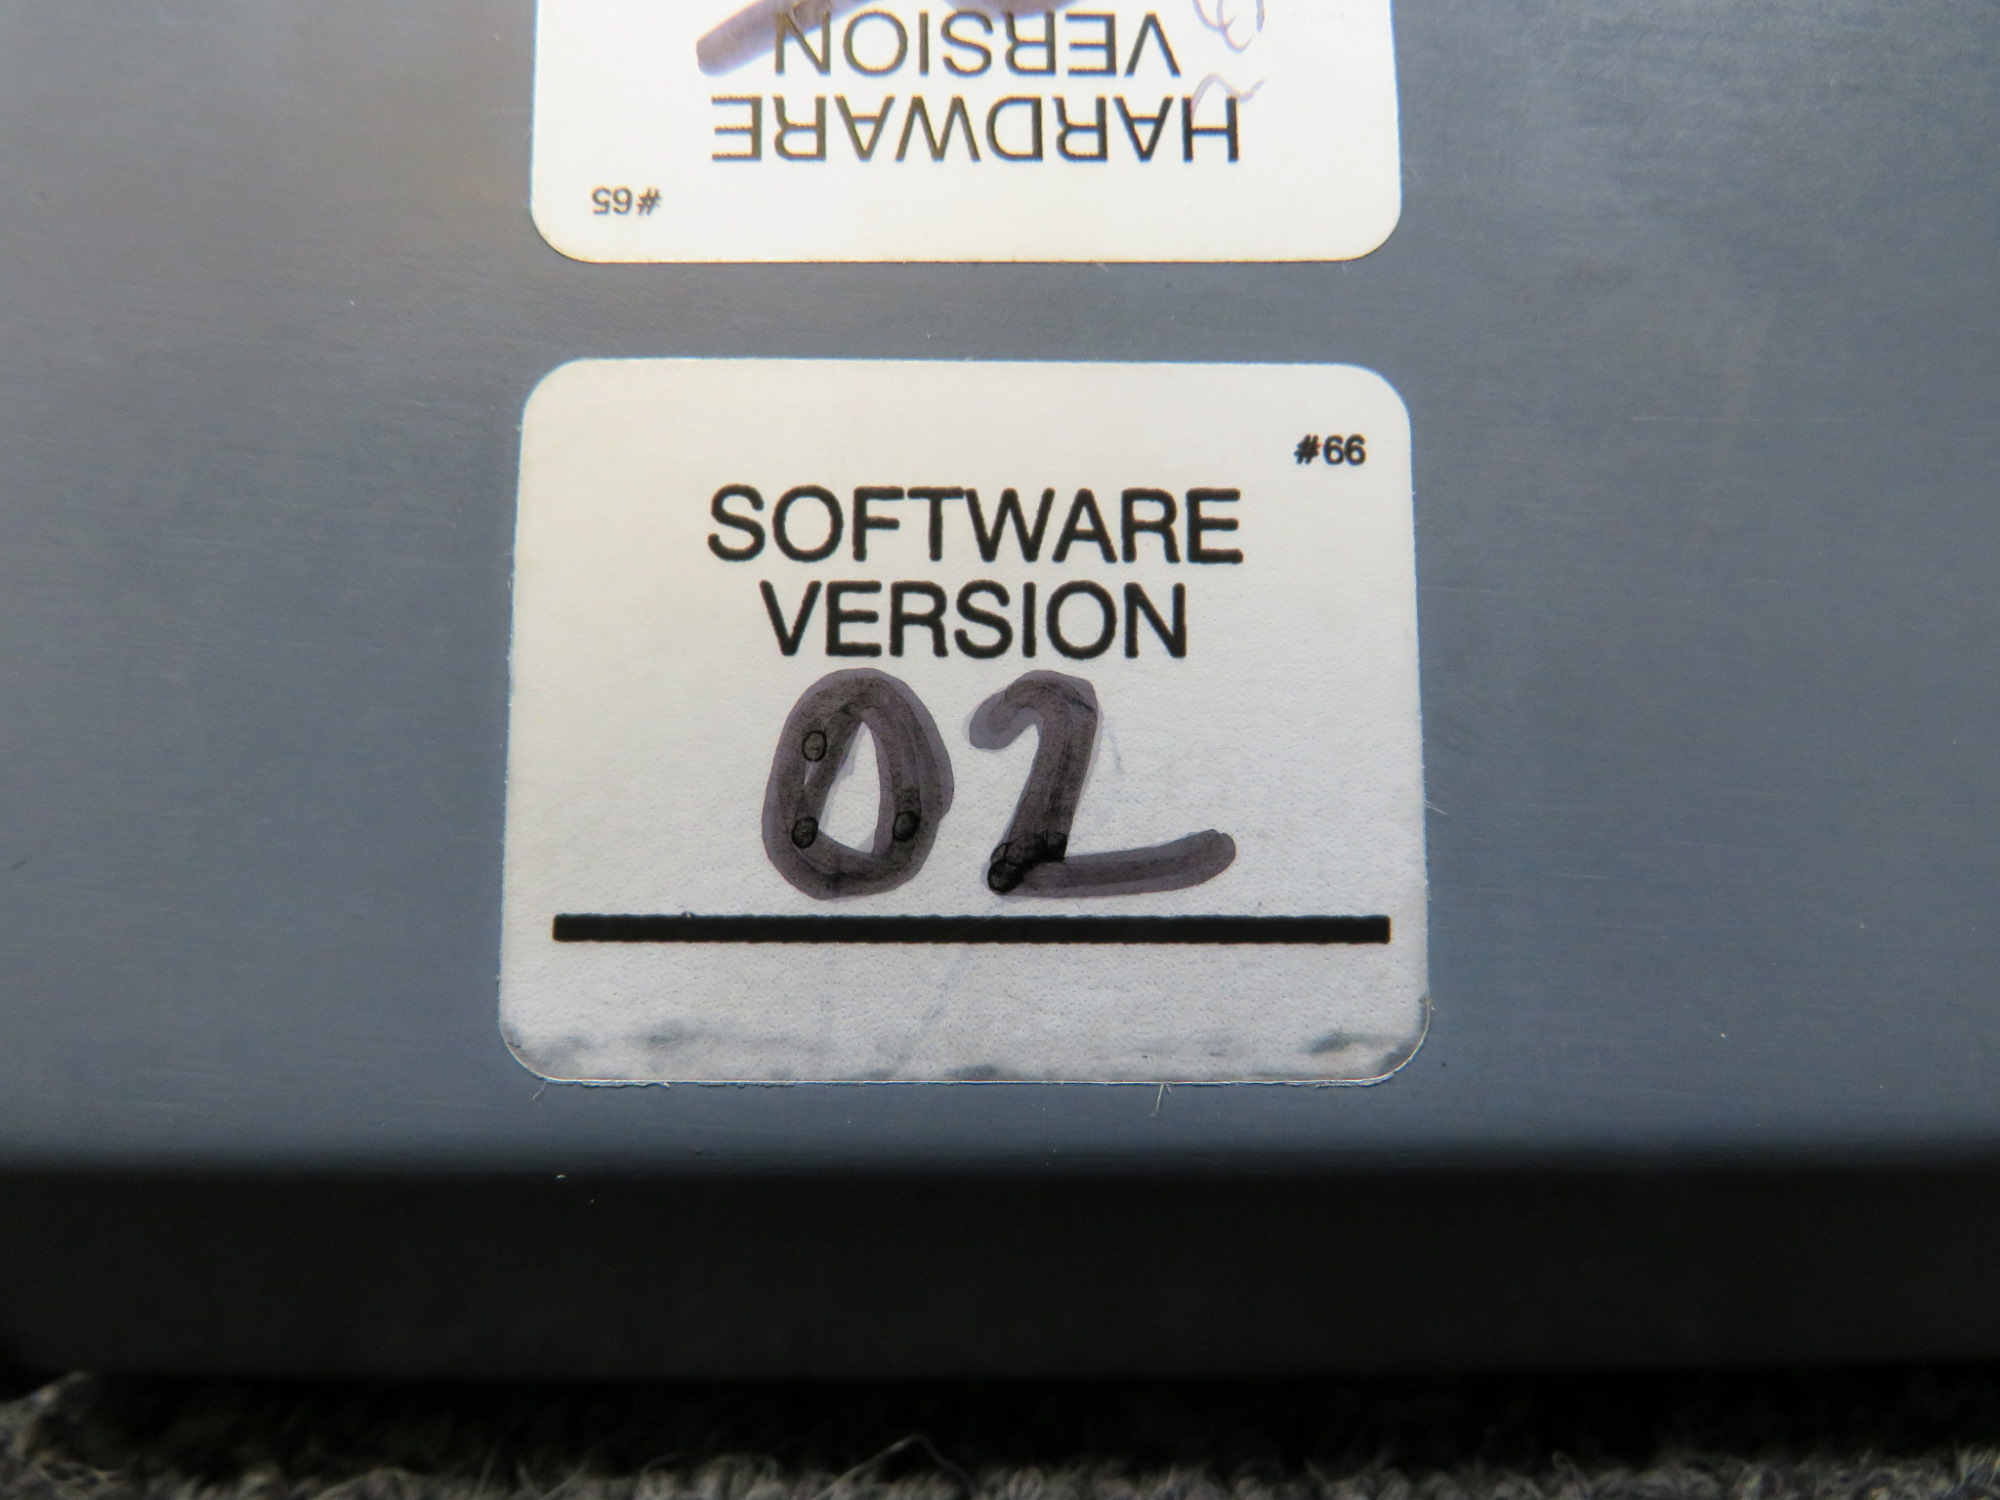 VERSION
HARDWARE
#65
#66
SOFTWARE
VERSION
02